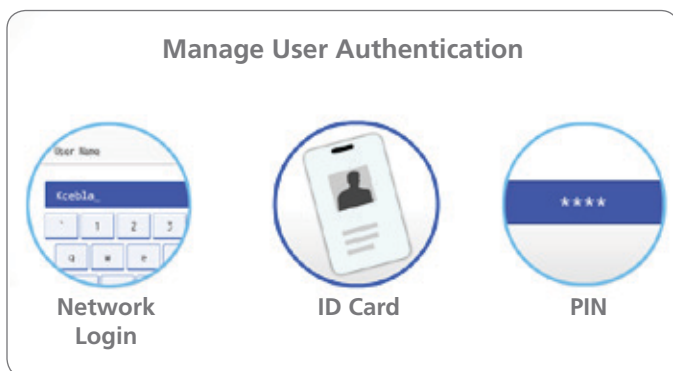 Manage User Authentication
User Name
Kcebla_
` 1 2 3
q w e
****
Network
Login
ID Card
PIN